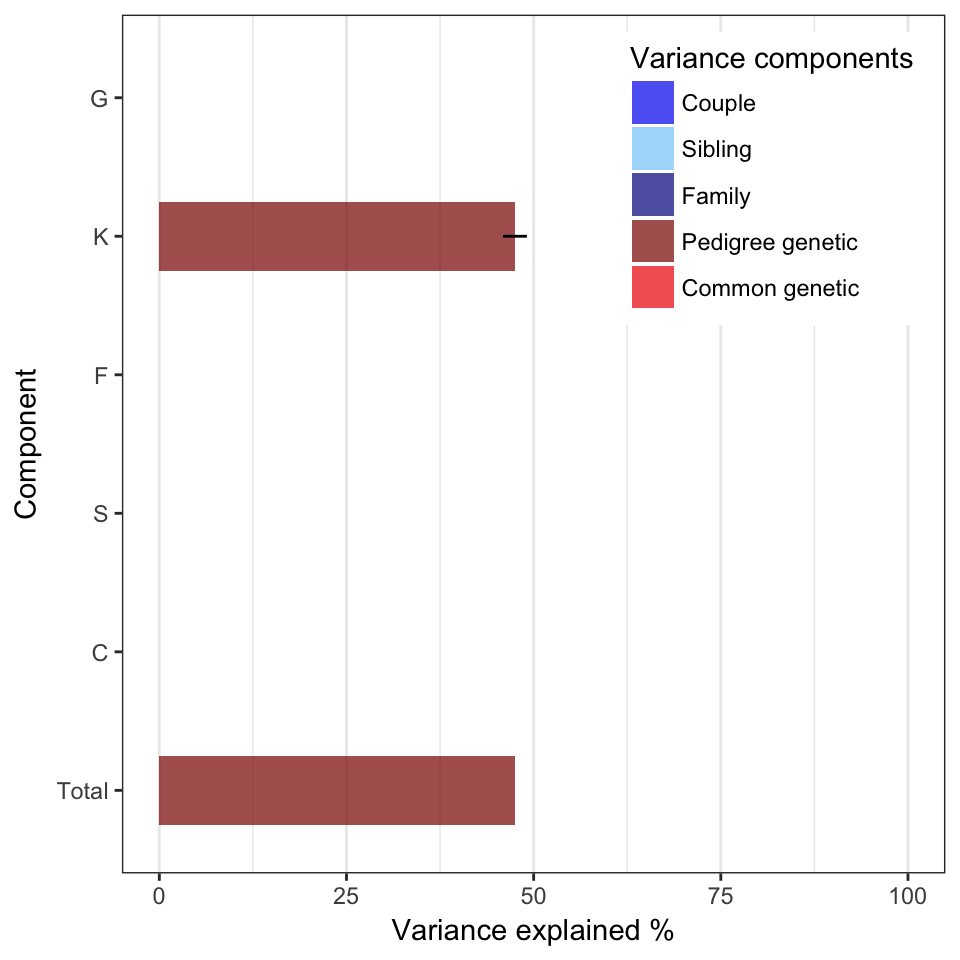 Variance components
Couple
Sibling
Family
Pedigree genetic
Common genetic
G
K
F
S
C
Total
Component
0 25 50 75 100
Variance explained %